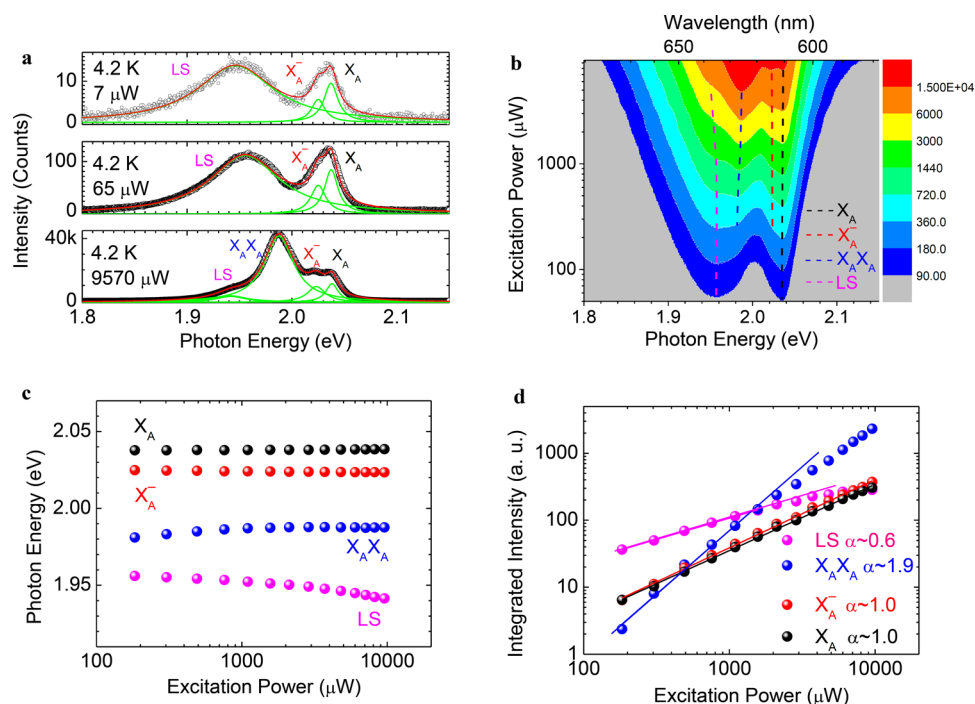 a
4.2 K
7 μW
LS
X_A^-
X_A
10
0
4.2 K
65 μW
LS
X_A^-
X_A
100
0
4.2 K
9570 μW
X_AX_A
LS
X_A^-
X_A
40k
0
1.8 1.9 2.0 2.1
Intensity (Counts)
Photon Energy (eV)
b
Wavelength (nm)
650 600
1000
100
Excitation Power (μW)
X_A
X_A^-
X_AX_A
LS
1.8 1.9 2.0 2.1
Photon Energy (eV)
1.500E+04
6000
3000
1440
720.0
360.0
180.0
90.00
c
X_A
X_A^-
X_AX_A
LS
2.05
2.00
1.95
Photon Energy (eV)
100 1000 10000
Excitation Power (μW)
d
1000
100
10
1
Integrated Intensity (a. u.)
LS α~0.6
X_AX_A α~1.9
X_A^- α~1.0
X_A α~1.0
100 1000 10000
Excitation Power (μW)